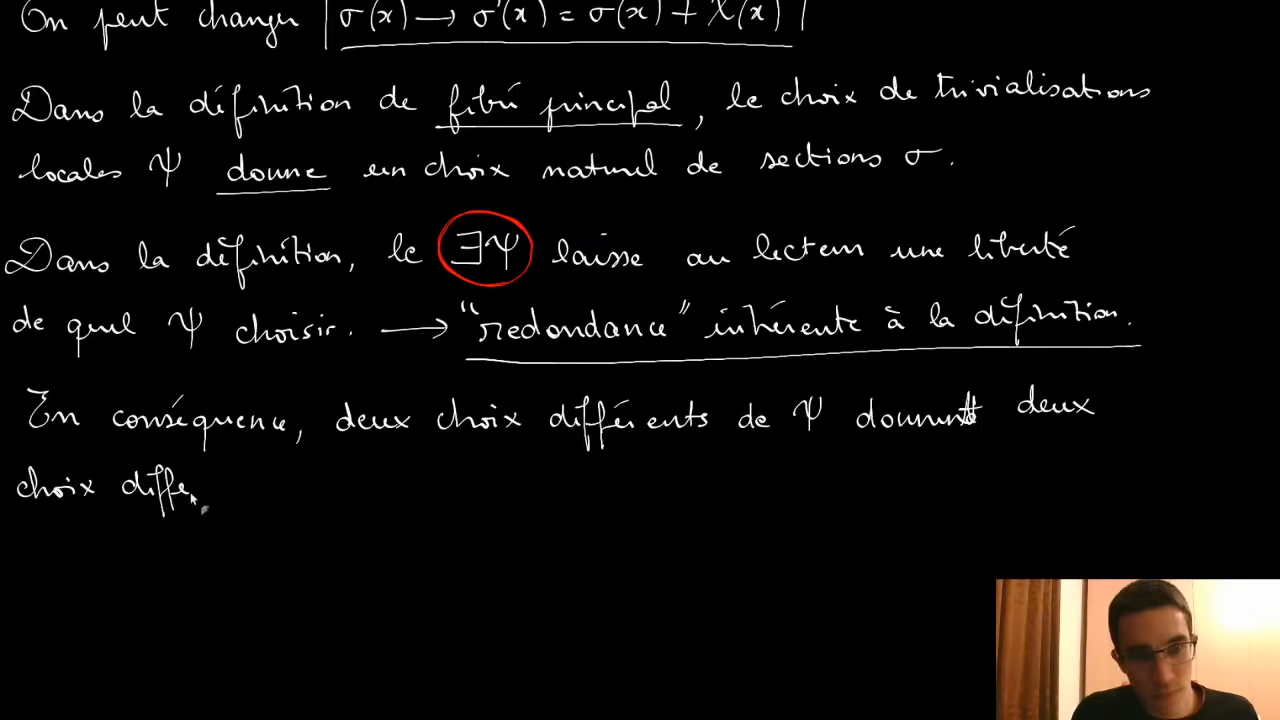 On peut changer | σ(x) → σ'(x) = σ(x) + χ(x) |
Dans la définition de fibré principal, le choix de trivialisations
locales Ψ donne un choix naturel de sections σ.
Dans la définition, le ∃Ψ laisse au lecteur une liberté
de quel Ψ choisir. → "redondance" inhérente à la définition.
En conséquence, deux choix différents de Ψ donnent deux
choix diffe